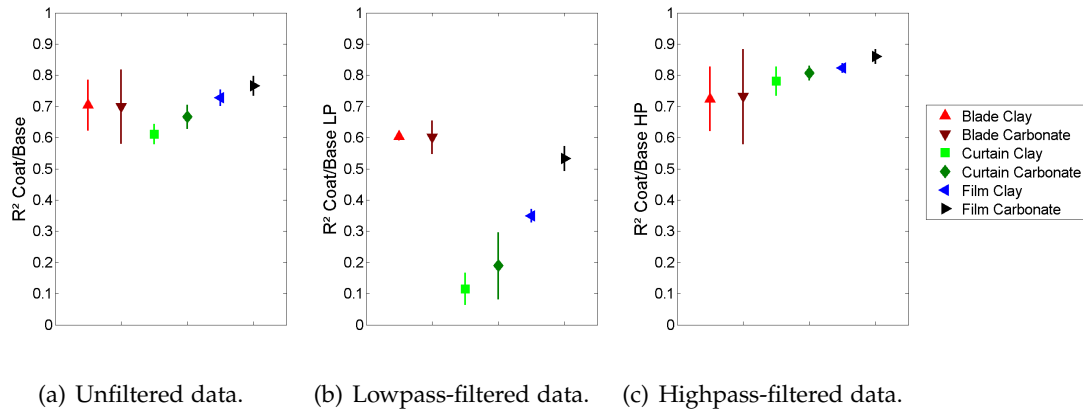 1
0.9
0.8
0.7
0.6
0.5
0.4
0.3
0.2
0.1
0
R² Coat/Base
1
0.9
0.8
0.7
0.6
0.5
0.4
0.3
0.2
0.1
0
R² Coat/Base LP
1
0.9
0.8
0.7
0.6
0.5
0.4
0.3
0.2
0.1
0
R² Coat/Base HP
Blade Clay
Blade Carbonate
Curtain Clay
Curtain Carbonate
Film Clay
Film Carbonate
(a) Unfiltered data.
(b) Lowpass-filtered data.
(c) Highpass-filtered data.